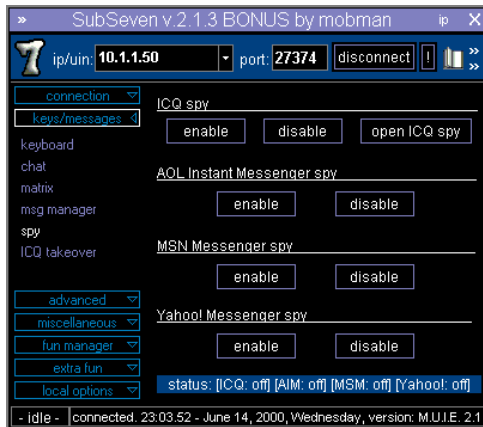 » SubSeven v.2.1.3 BONUS by mobman ip X
ip/uin: 10.1.1.50 port: 27374 disconnect ! »
connection
keys/messages
keyboard
chat
matrix
msg manager
spy
ICQ takeover
advanced
miscellaneous
fun manager
extra fun
local options
ICQ spy
enable disable open ICQ spy
AOL Instant Messenger spy
enable disable
MSN Messenger spy
enable disable
Yahoo! Messenger spy
enable disable
status: [ICQ: off] [AIM: off] [MSM: off] [Yahoo!: off]
- idle - connected. 23:03.52 - June 14, 2000, Wednesday, version: M.U.I.E. 2.1